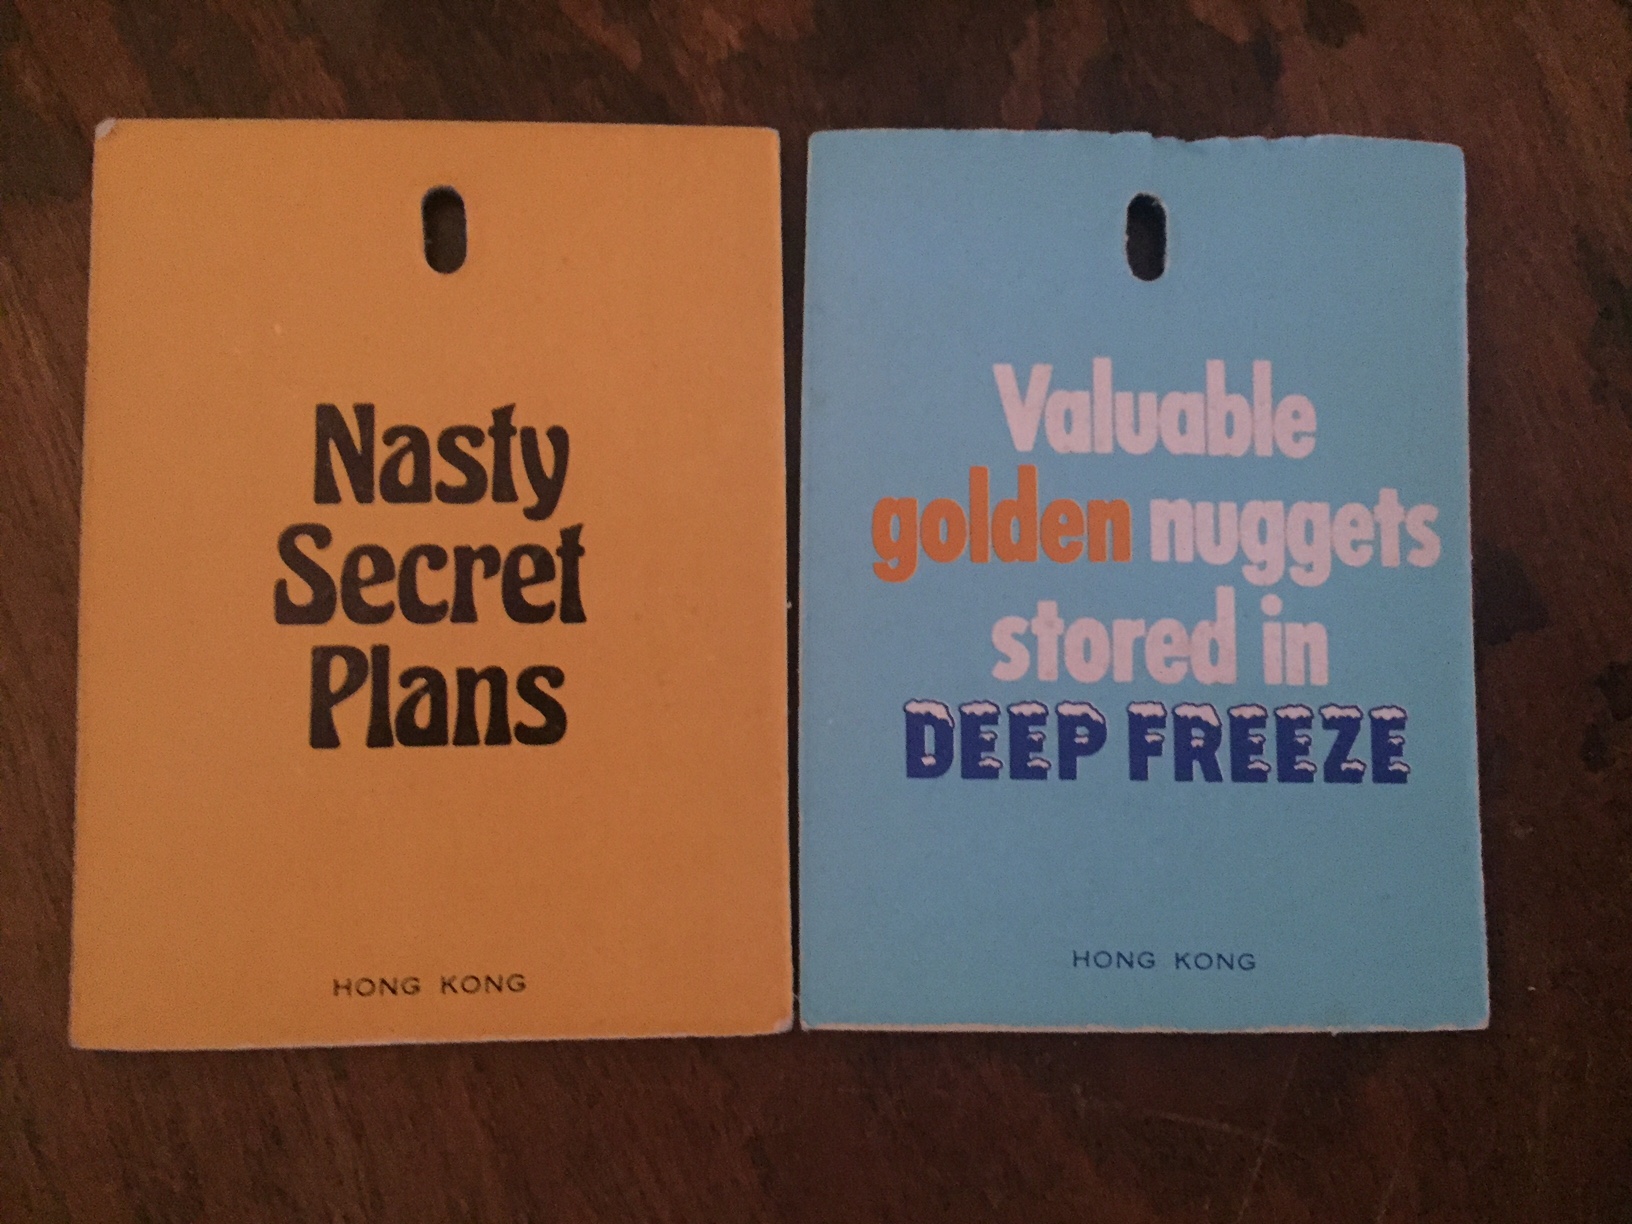 Nasty
Secret
Plans
HONG KONG
Valuable
golden nuggets
stored in
DEEP FREEZE
HONG KONG